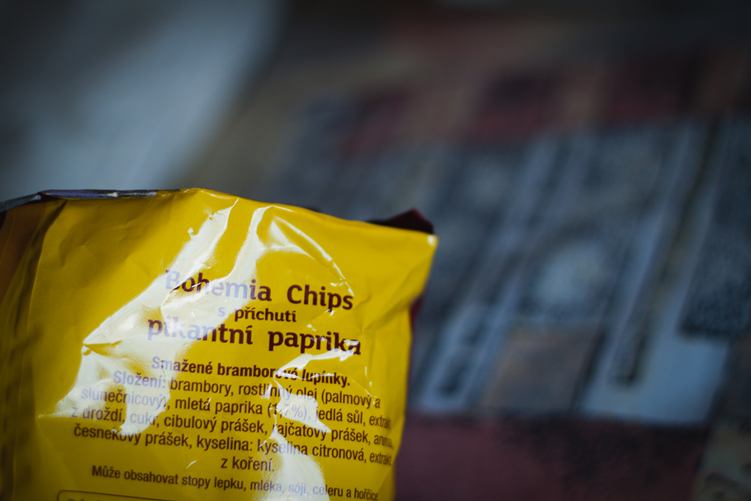 Bohemia Chips
s příchutí
pikantní paprika
Smažené bramborové lupínky.
Složení: brambory, rostlinný olej (palmový a
slunečnicový), mletá paprika jedlá sůl, extrakt
z droždí, cukr, cibulový prášek, rajčatový prášek,
česnekový prášek, kyselina: kyselina citronová,
z koření.
Může obsahovat stopy lepku, mléka, sóji, celeru a hořčice